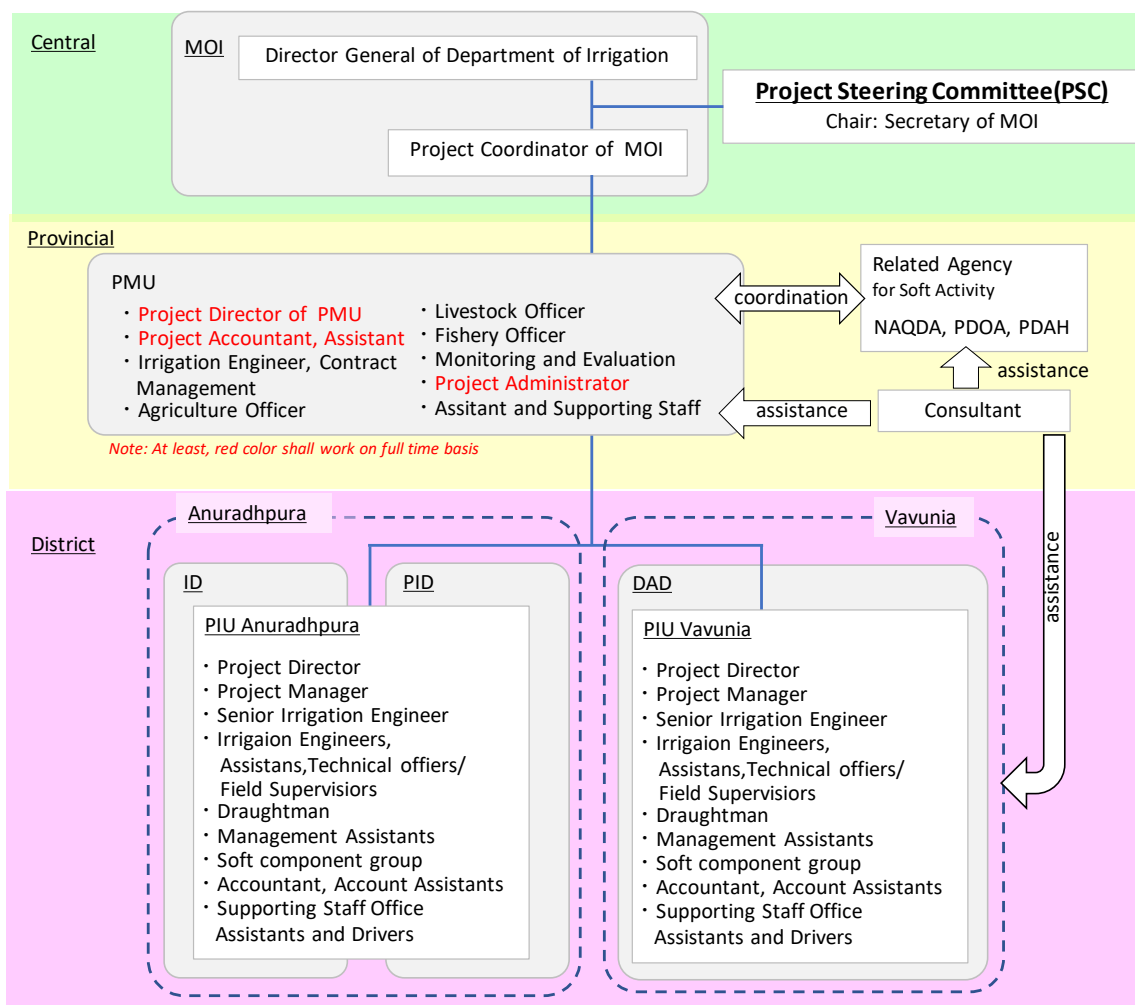 Central
MOI
Director General of Department of Irrigation
Project Steering Committee(PSC)
Chair: Secretary of MOI
Project Coordinator of MOI
Provincial
PMU
・Project Director of PMU
・Project Accountant, Assistant
・Irrigation Engineer, Contract
Management
・Agriculture Officer
・Livestock Officer
・Fishery Officer
・Monitoring and Evaluation
・Project Administrator
・Assitant and Supporting Staff
Note: At least, red color shall work on full time basis
coordination
Related Agency
for Soft Activity
NAQDA, PDOA, PDAH
assistance
assistance
Consultant
assistance
District
Anuradhpura
ID
PID
PIU Anuradhpura
・Project Director
・Project Manager
・Senior Irrigation Engineer
・Irrigaion Engineers,
Assistans,Technical offiers/
Field Supervisiors
・Draughtman
・Management Assistants
・Soft component group
・Accountant, Account Assistants
・Supporting Staff Office
Assistants and Drivers
Vavunia
DAD
PIU Vavunia
・Project Director
・Project Manager
・Senior Irrigation Engineer
・Irrigaion Engineers,
Assistans,Technical offiers/
Field Supervisiors
・Draughtman
・Management Assistants
・Soft component group
・Accountant, Account Assistants
・Supporting Staff Office
Assistants and Drivers